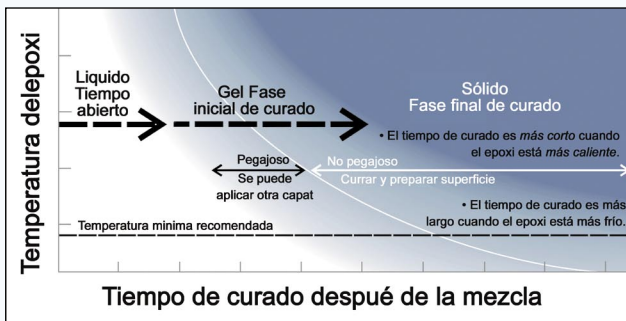 Temperatura delepoxi
Liquido
Tiempo
abierto
Gel Fase
inicial de curado
Sólido
Fase final de curado
• El tiempo de curado es más corto cuando
el epoxi está más caliente.
Pegajoso
Se puede
aplicar otra capat
No pegajoso
Currar y preparar superficie
• El tiempo de curado es más
largo cuando el epoxi está más frío.
Temperatura minima recomendada
Tiempo de curado después de la mezcla